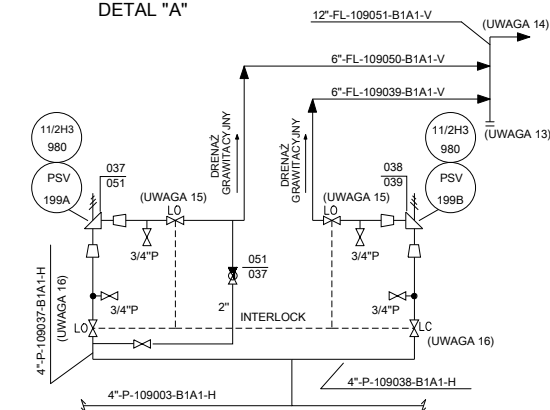 DETAL "A"
12"-FL-109051-B1A1-V
(UWAGA 14)
6"-FL-109050-B1A1-V
6"-FL-109039-B1A1-V
(UWAGA 13)
11/2H3
980
PSV
199A
037
051
(UWAGA 15)
LO
DRENAŻ
GRAWITACYJNY
DRENAŻ
GRAWITACYJNY
(UWAGA 15)
LO
038
039
11/2H3
980
PSV
199B
3/4"P
3/4"P
051
037
4"-P-109037-B1A1-H
(UWAGA 16)
3/4"P
2"
3/4"P
LO
INTERLOCK
LC
(UWAGA 16)
4"-P-109038-B1A1-H
4"-P-109003-B1A1-H